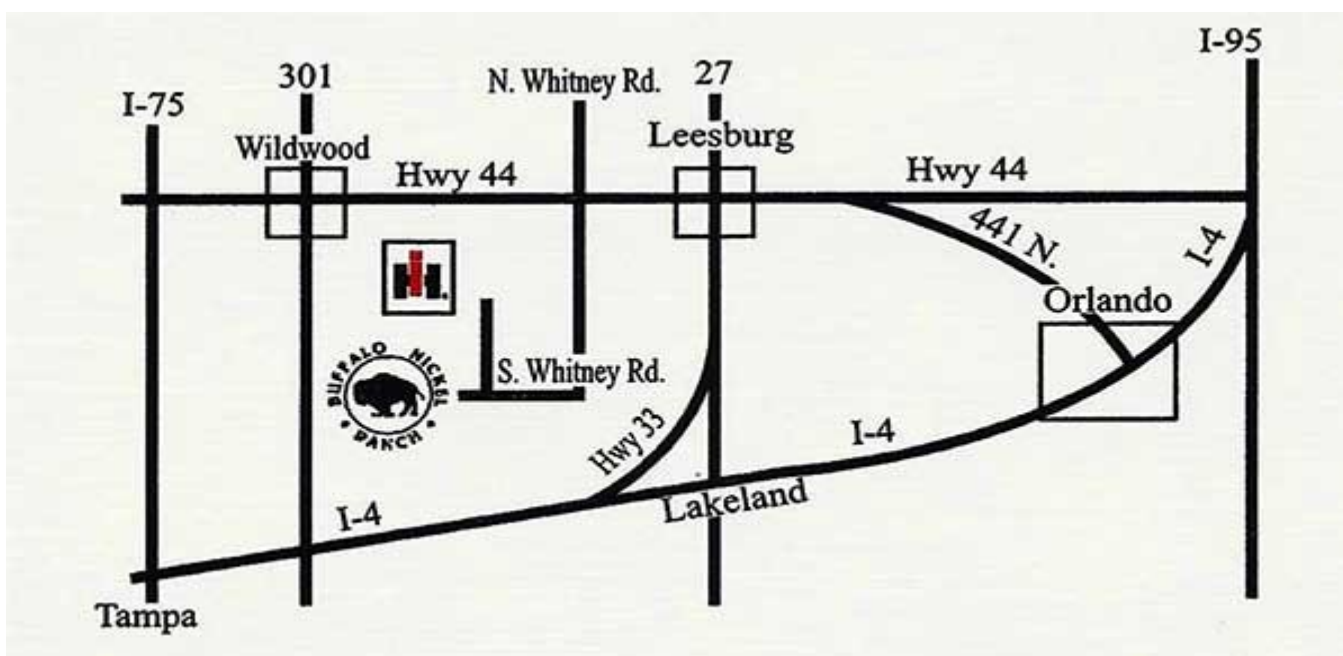 I-95
I-75
301
N. Whitney Rd.
27
Wildwood
Leesburg
Hwy 44
Hwy 44
441 N.
I-4
IH
Orlando
BUFFALO NICKEL
RANCH
S. Whitney Rd.
Hwy 33
I-4
I-4
Lakeland
Tampa